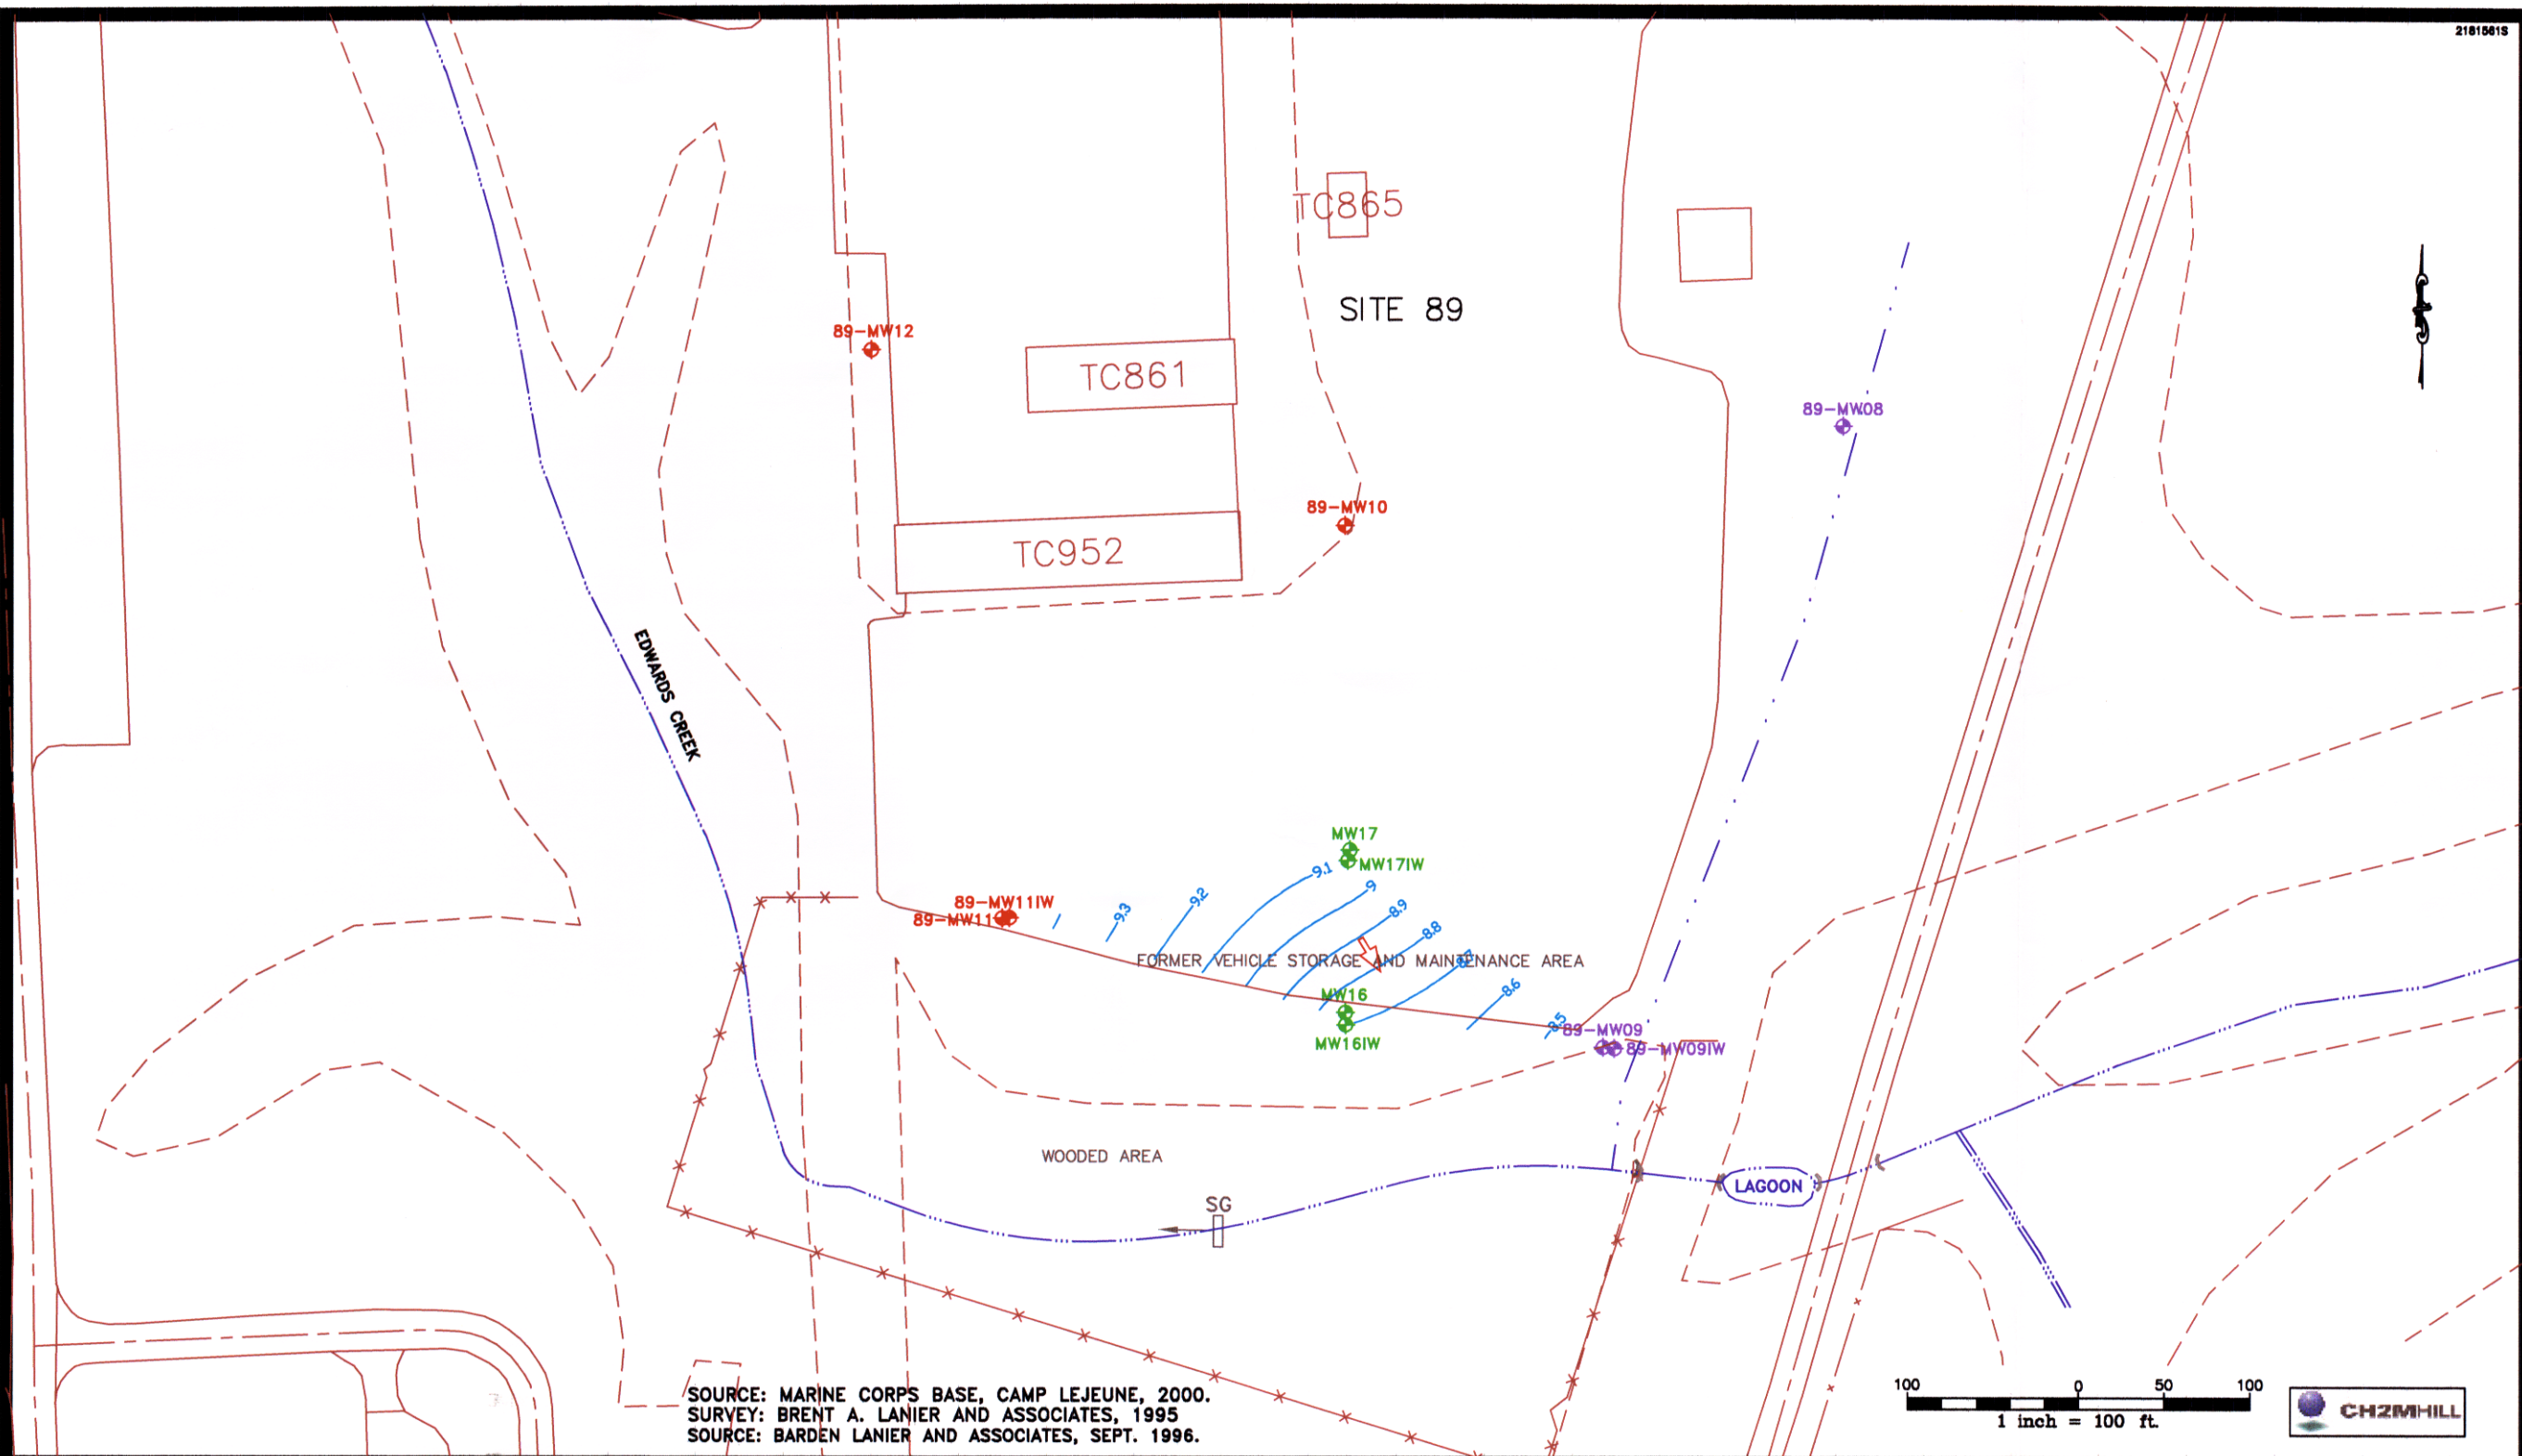 2181561S
TC865
SITE 89
89-MW12
TC861
89-MW08
89-MW10
TC952
EDWARDS CREEK
MW17
MW17IW
9.1
9
9.2
9.3
8.9
8.8
89-MW11IW
89-MW11
FORMER VEHICLE STORAGE AND MAINTENANCE AREA
8.7
8.6
MW16
MW16IW
8.5
89-MW09
89-MW09IW
WOODED AREA
LAGOON
SG
SOURCE: MARINE CORPS BASE, CAMP LEJEUNE, 2000.
SURVEY: BRENT A. LANIER AND ASSOCIATES, 1995
SOURCE: BARDEN LANIER AND ASSOCIATES, SEPT. 1996.
100 0 50 100
1 inch = 100 ft.
CH2MHILL